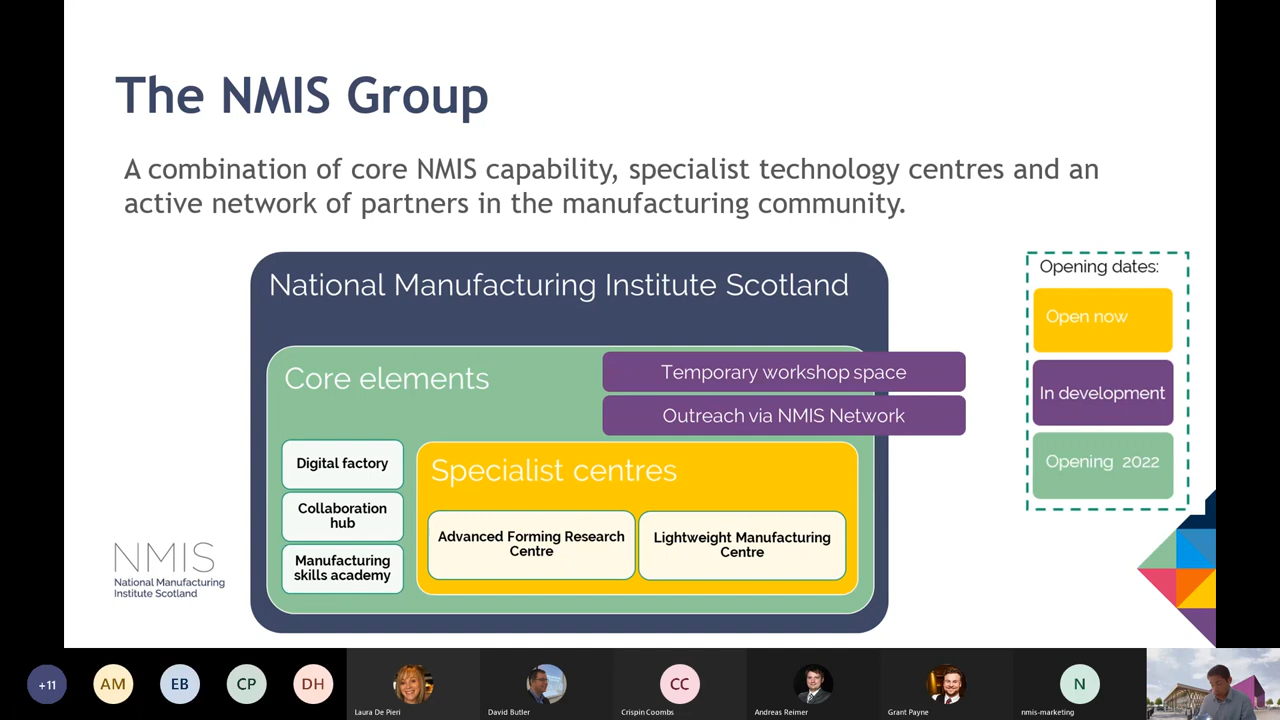 The NMIS Group
A combination of core NMIS capability, specialist technology centres and an
active network of partners in the manufacturing community.
National Manufacturing Institute Scotland
Core elements
Temporary workshop space
Outreach via NMIS Network
Digital factory
Collaboration
hub
Manufacturing
skills academy
Specialist centres
Advanced Forming Research
Centre
Lightweight Manufacturing
Centre
Opening dates:
Open now
In development
Opening 2022
NMIS
National Manufacturing
Institute Scotland
+11
AM
EB
CP
DH
Laura De Pieri
David Butler
CC
Crispin Coombs
Andreas Reimer
Grant Payne
N
nmis-marketing